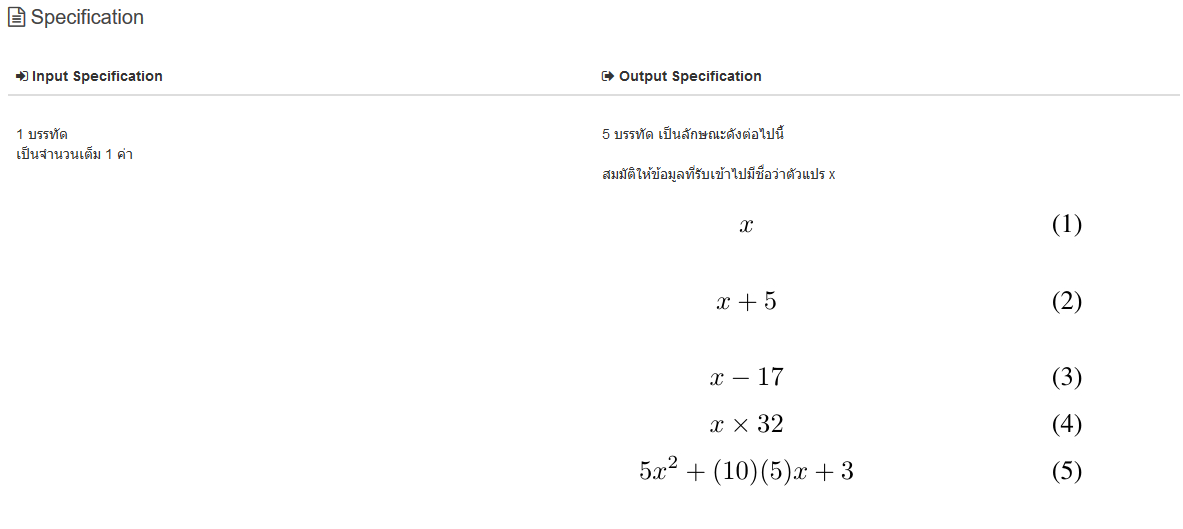 Specification
Input Specification
Output Specification
1 บรรทัด
เป็นจำนวนเต็ม 1 ค่า
5 บรรทัด เป็นลักษณะดังต่อไปนี้
สมมัติให้ข้อมูลที่รับเข้าไปมีชื่อว่าตัวแปร x
x (1)
x + 5 (2)
x − 17 (3)
x × 32 (4)
5x² + (10)(5)x + 3 (5)